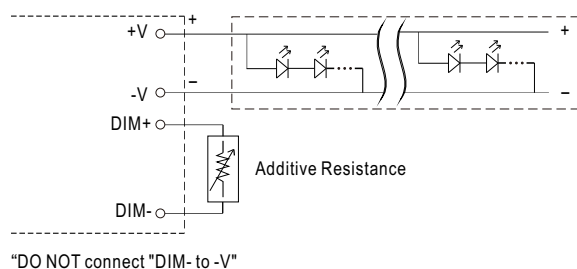 +V
+
-V
−
DIM+
DIM-
+
−
Additive Resistance
"DO NOT connect "DIM- to -V"